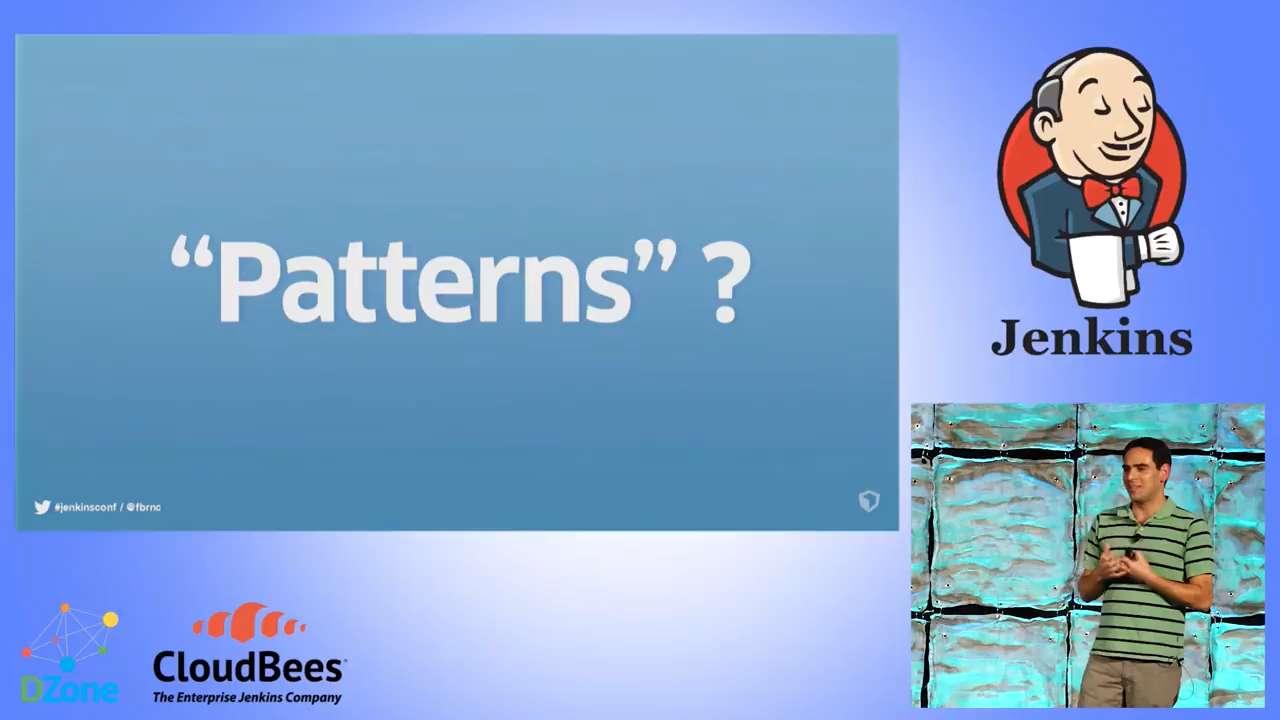 “Patterns” ?
#jenkinsconf / @fbrnc
Jenkins
DZone
CloudBees
The Enterprise Jenkins Company